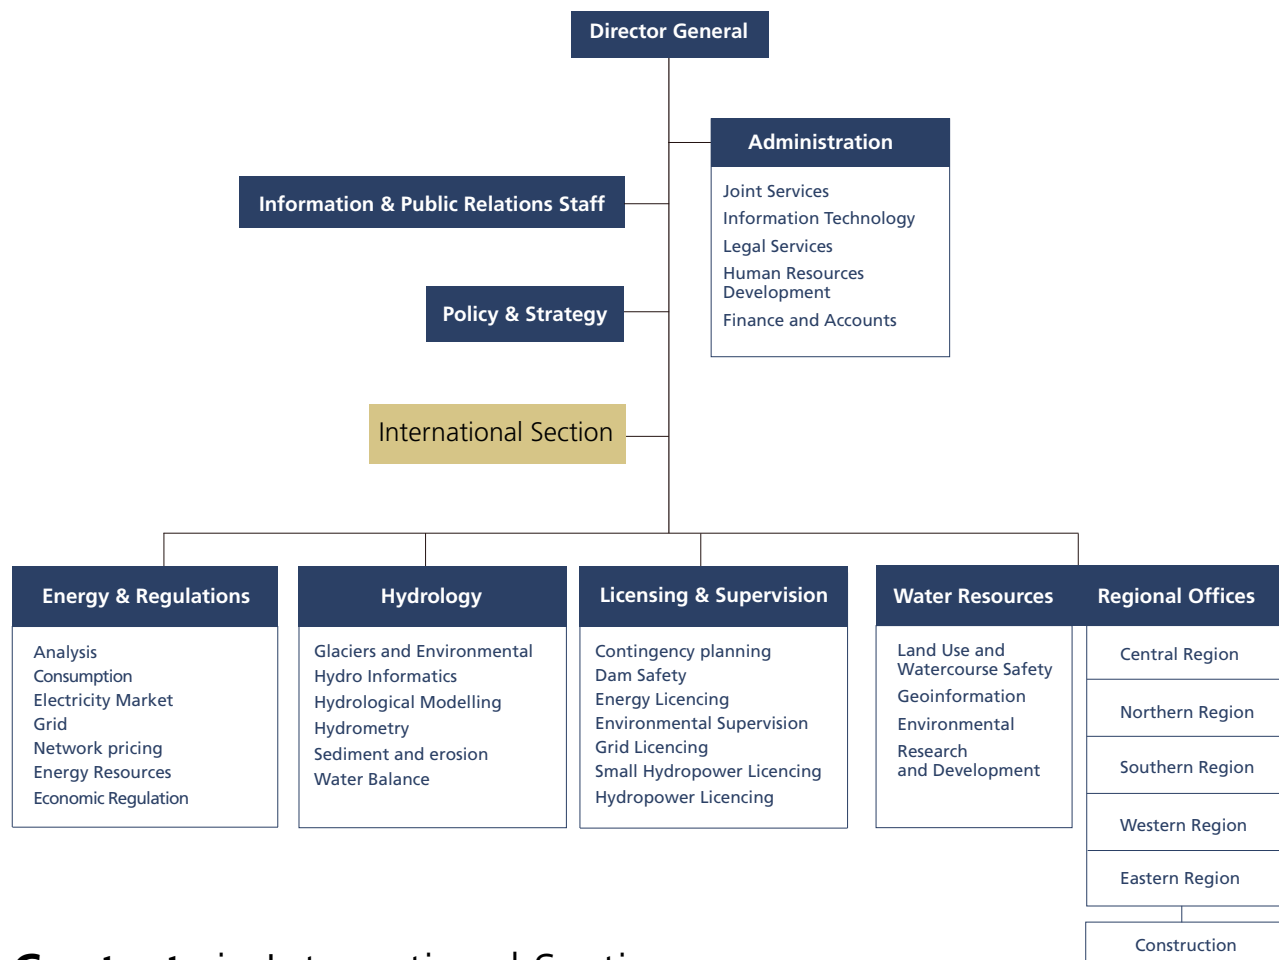 Director General
Administration
Joint Services
Information Technology
Legal Services
Human Resources
Development
Finance and Accounts
Information & Public Relations Staff
Policy & Strategy
International Section
Energy & Regulations
Analysis
Consumption
Electricity Market
Grid
Network pricing
Energy Resources
Economic Regulation
Hydrology
Glaciers and Environmental
Hydro Informatics
Hydrological Modelling
Hydrometry
Sediment and erosion
Water Balance
Licensing & Supervision
Contingency planning
Dam Safety
Energy Licencing
Environmental Supervision
Grid Licencing
Small Hydropower Licencing
Hydropower Licencing
Water Resources
Land Use and
Watercourse Safety
Geoinformation
Environmental
Research
and Development
Regional Offices
Central Region
Northern Region
Southern Region
Western Region
Eastern Region
Construction